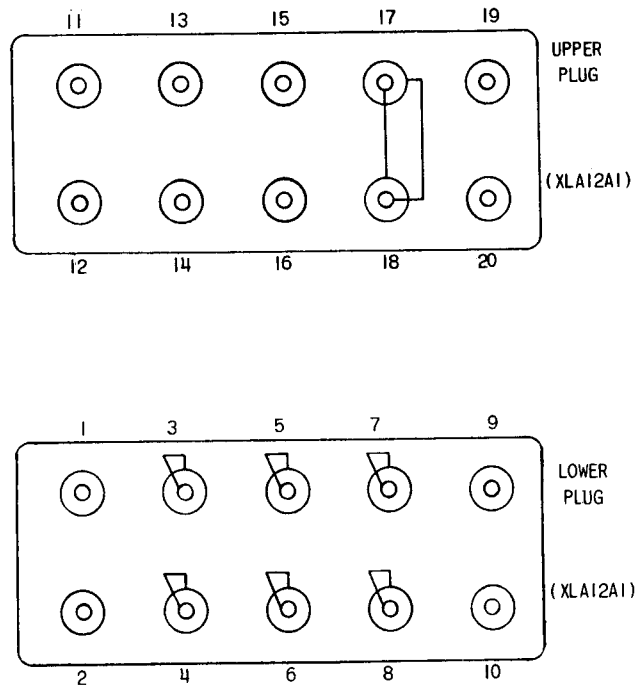 11 13 15 17 19
UPPER
PLUG
(XLA12A1)
12 14 16 18 20
1 3 5 7 9
LOWER
PLUG
(XLA12A1)
2 4 6 8 10